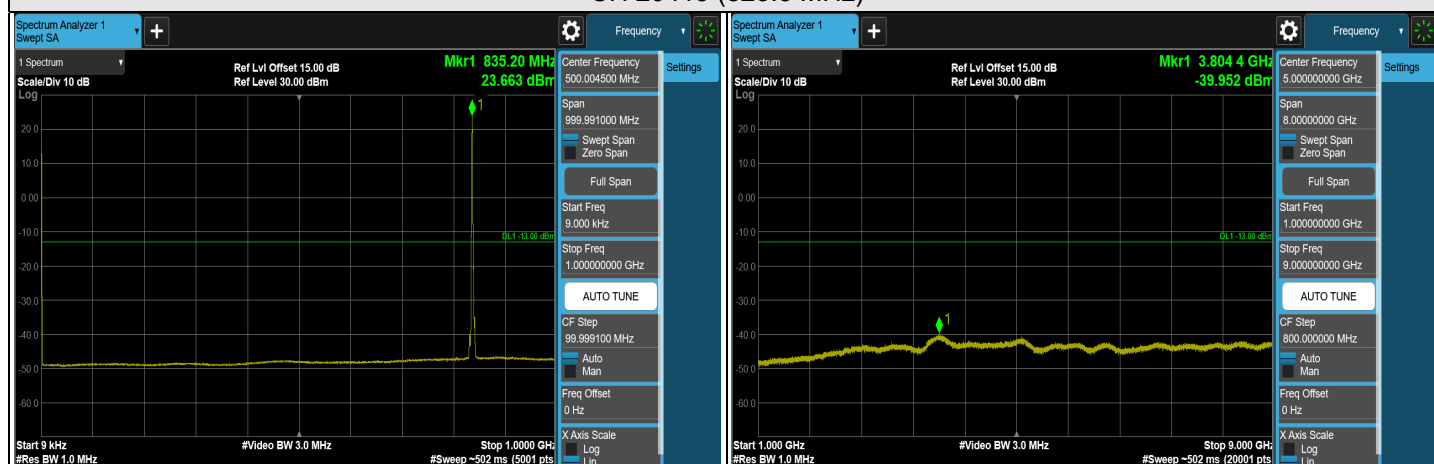 Spectrum Analyzer 1
Swept SA
+
Frequency
1 Spectrum
Scale/Div 10 dB
Log
Ref Lvl Offset 15.00 dB
Ref Level 30.00 dBm
Mkr1 835.20 MHz
23.663 dBm
1
20.0
10.0
0.00
-10.0
-20.0
-30.0
-40.0
-50.0
-60.0
DL1 -13.00 dBm
Start 9 kHz
#Res BW 1.0 MHz
#Video BW 3.0 MHz
Stop 1.0000 GHz
#Sweep ~502 ms (5001 pts
Center Frequency
500.004500 MHz
Settings
Span
999.991000 MHz
Swept Span
Zero Span
Full Span
Start Freq
9.000 kHz
Stop Freq
1.000000000 GHz
AUTO TUNE
CF Step
99.999100 MHz
Auto
Man
Freq Offset
0 Hz
X Axis Scale
Log
Lin
Spectrum Analyzer 1
Swept SA
+
Frequency
1 Spectrum
Scale/Div 10 dB
Log
Ref Lvl Offset 15.00 dB
Ref Level 30.00 dBm
Mkr1 3.804 4 GHz
-39.952 dBm
1
20.0
10.0
0.00
-10.0
-20.0
-30.0
-40.0
-50.0
-60.0
DL1 -13.00 dBm
Start 1.000 GHz
#Res BW 1.0 MHz
#Video BW 3.0 MHz
Stop 9.000 GHz
#Sweep ~502 ms (20001 pts
Center Frequency
5.000000000 GHz
Settings
Span
8.00000000 GHz
Swept Span
Zero Span
Full Span
Start Freq
1.000000000 GHz
Stop Freq
9.000000000 GHz
AUTO TUNE
CF Step
800.000000 MHz
Auto
Man
Freq Offset
0 Hz
X Axis Scale
Log
Lin